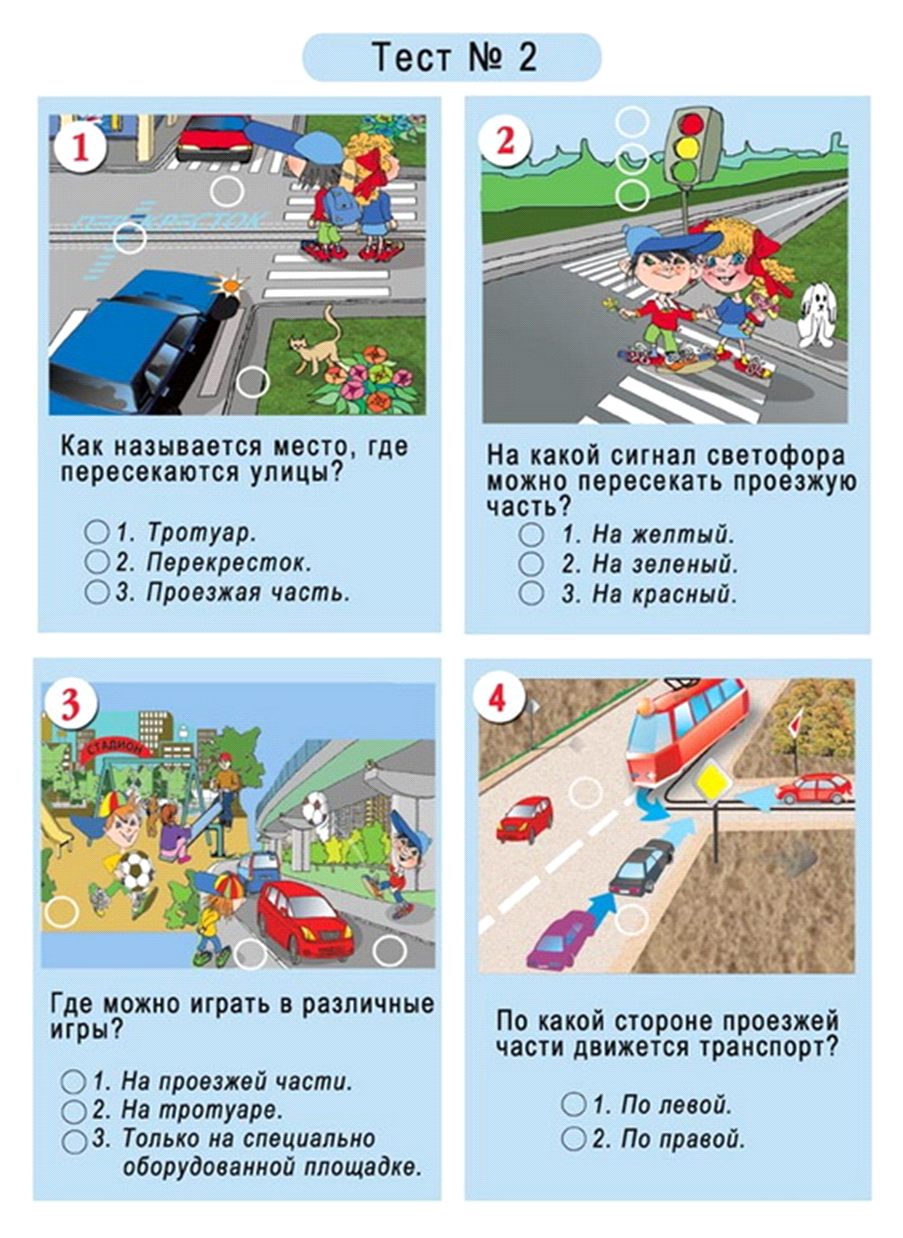 Тест № 2
1
ПЕРЕКРЕСТОК
Как называется место, где
пересекаются улицы?
1. Тротуар.
2. Перекресток.
3. Проезжая часть.
2
На какой сигнал светофора
можно пересекать проезжую
часть?
1. На желтый.
2. На зеленый.
3. На красный.
3
СТАДИОН
Где можно играть в различные
игры?
1. На проезжей части.
2. На тротуаре.
3. Только на специально
оборудованной площадке.
4
По какой стороне проезжей
части движется транспорт?
1. По левой.
2. По правой.